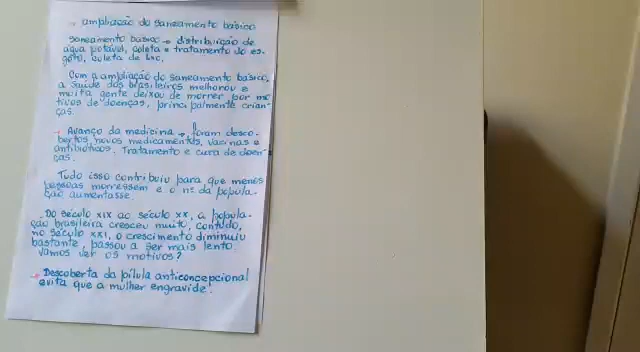 → ampliação do saneamento básico
saneamento básico → distribuição de
água potável, coleta e tratamento do es-
goto, coleta de lixo.
Com a ampliação do saneamento básico,
a saúde dos brasileiros melhorou e
muita gente deixou de morrer por mo-
tivos de doenças, principalmente crian-
ças.
→ Avanço da medicina → foram desco-
bertos novos medicamentos, vacinas e
antibióticos. Tratamento e cura de doen-
ças.
Tudo isso contribuiu para que menos
pessoas morressem e o nº da popula-
ção aumentasse.
Do século XIX ao século XX, a popula-
ção brasileira cresceu muito, contudo,
no século XXI, o crescimento diminuiu
bastante, passou a ser mais lento.
Vamos ver os motivos?
→ Descoberta da pílula anticoncepcional
evita que a mulher engravide.